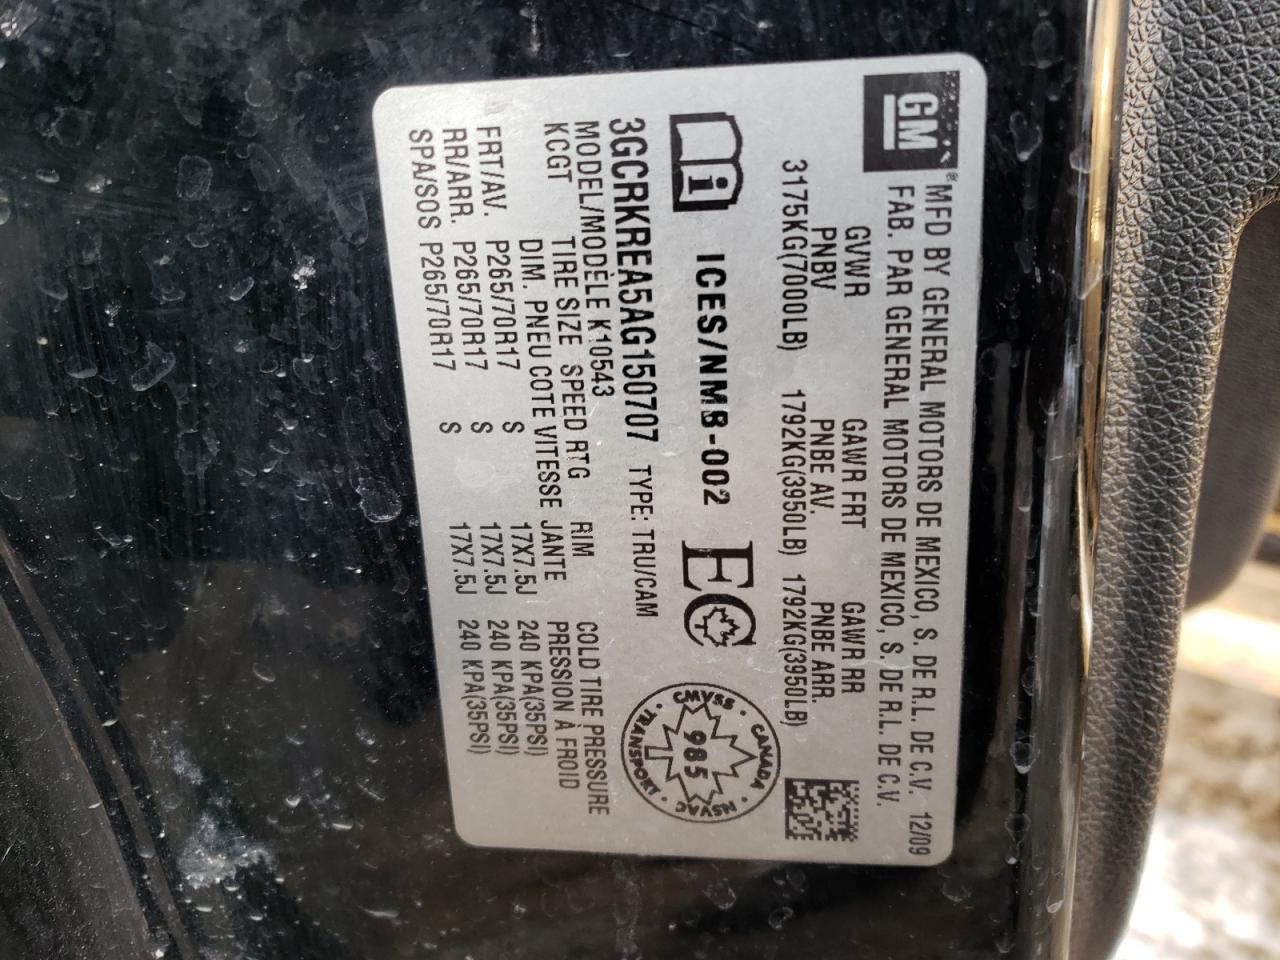 GM
MFD BY GENERAL MOTORS DE MEXICO, S. DE R.L. DE C.V. 12/09
FAB. PAR GENERAL MOTORS DE MEXICO, S. DE R.L. DE C.V.
GVWR GAWR FRT GAWR RR
PNBV PNBE AV. PNBE ARR.
3175KG(7000LB) 1792KG(3950LB) 1792KG(3950LB)
i ICES/NMB-002 EC
CANADA · NSVAC · TRANSPORT · CMVSS ·
985
3GCRKREA5AG150707 TYPE: TRU/CAM
MODEL/MODÈLE K10543
KCGT TIRE SIZE SPEED RTG RIM COLD TIRE PRESSURE
DIM. PNEU COTE VITESSE JANTE PRESSION À FROID
FRT/AV. P265/70R17 S 17X7.5J 240 KPA(35PSI)
RR/ARR. P265/70R17 S 17X7.5J 240 KPA(35PSI)
SPA/SOS P265/70R17 S 17X7.5J 240 KPA(35PSI)